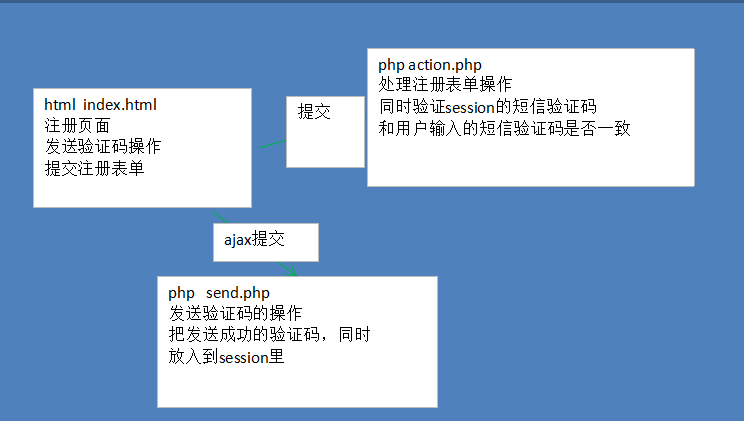 html index.html
注册页面
发送验证码操作
提交注册表单
提交
php action.php
处理注册表单操作
同时验证session的短信验证码
和用户输入的短信验证码是否一致
ajax提交
php send.php
发送验证码的操作
把发送成功的验证码，同时
放入到session里